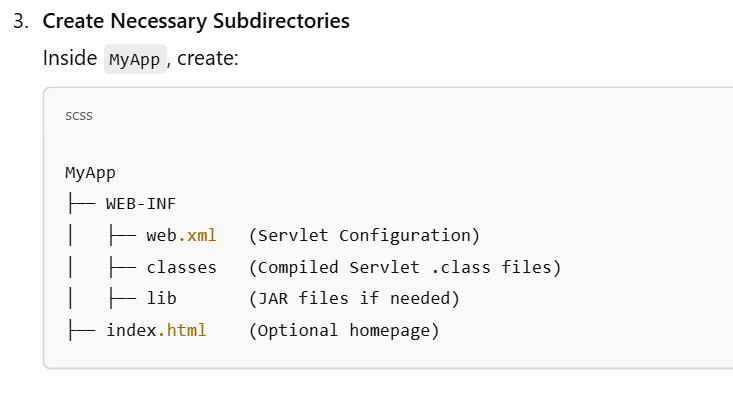 3. Create Necessary Subdirectories
Inside MyApp, create:
scss
MyApp
├── WEB-INF
│   ├── web.xml   (Servlet Configuration)
│   ├── classes   (Compiled Servlet .class files)
│   ├── lib       (JAR files if needed)
├── index.html    (Optional homepage)